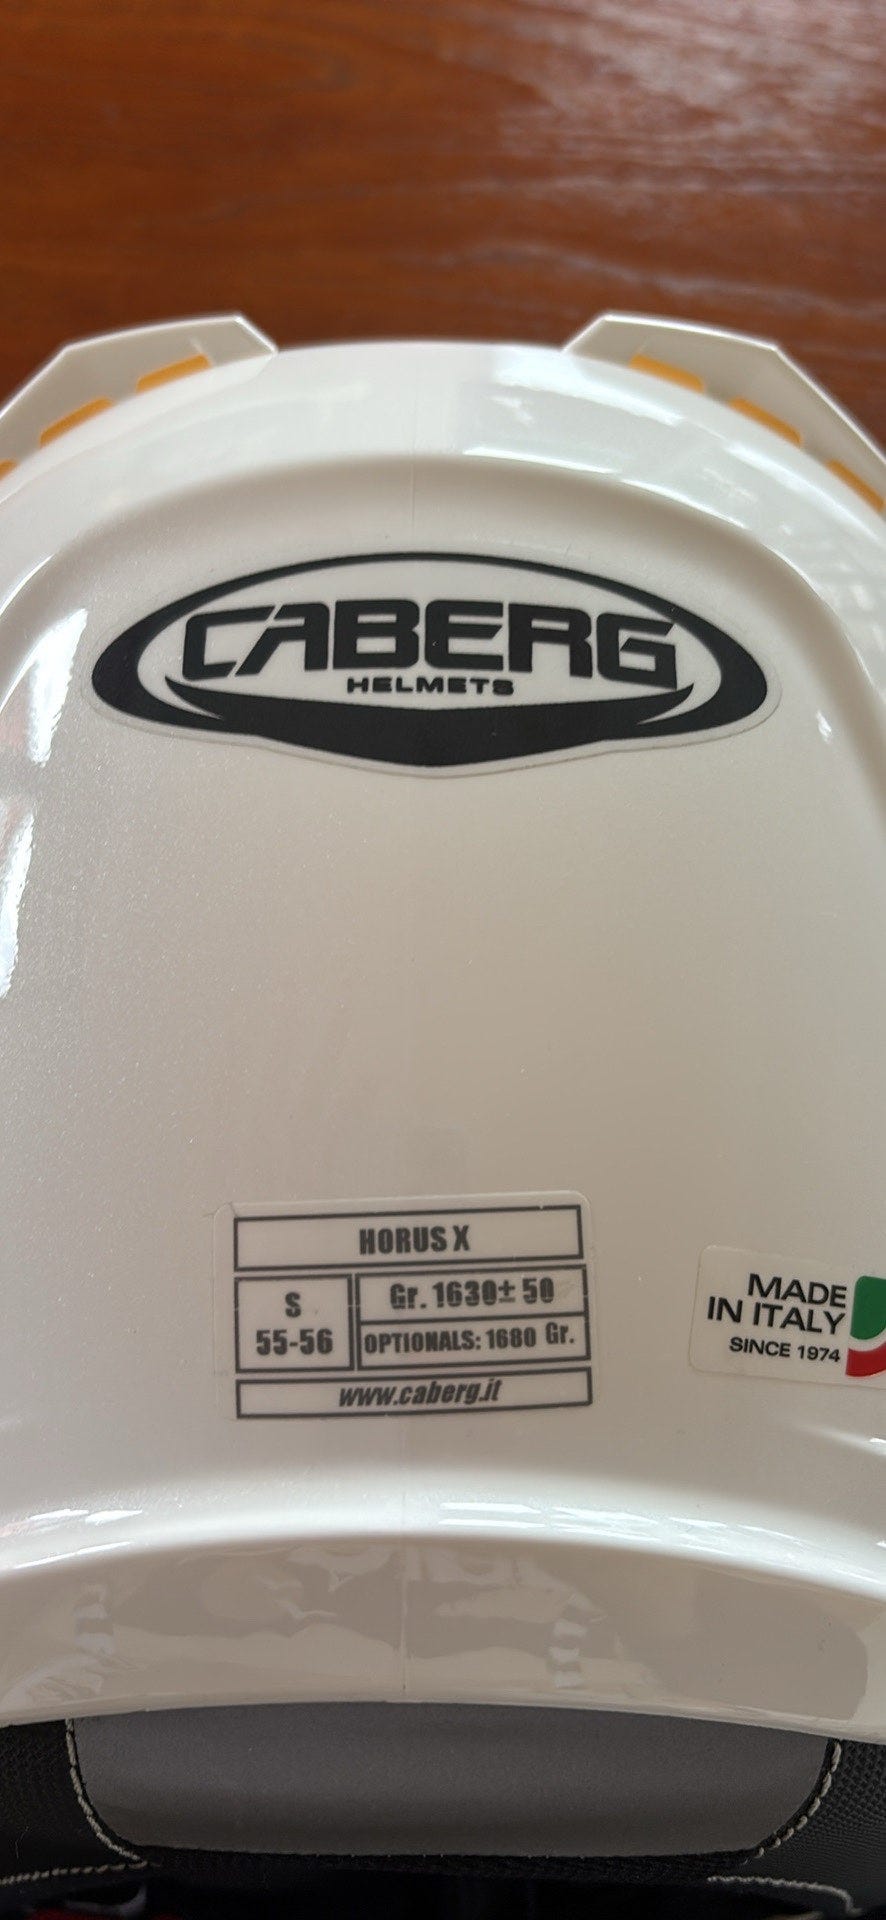 CABERG
HELMETS
HORUS X
S
55-56
Gr. 1630± 50
OPTIONALS: 1680 Gr.
www.caberg.it
MADE
IN ITALY
SINCE 1974